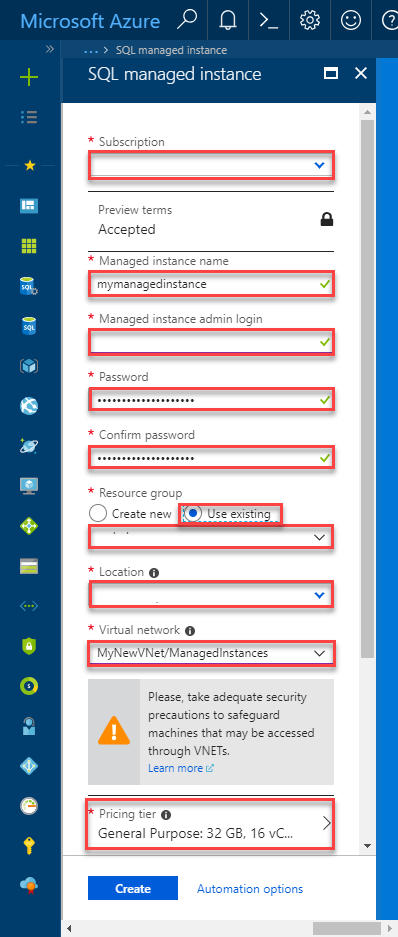 Microsoft Azure
... > SQL managed instance
SQL managed instance
* Subscription
Preview terms
Accepted
* Managed instance name
mymanagedinstance
* Managed instance admin login
* Password
••••••••••••••••••••
* Confirm password
••••••••••••••••••••
* Resource group
Create new Use existing
* Location
* Virtual network
MyNewVNet/ManagedInstances
Please, take adequate security
precautions to safeguard
machines that may be accessed
through VNETs.
Learn more
* Pricing tier
General Purpose: 32 GB, 16 vC...
Create Automation options